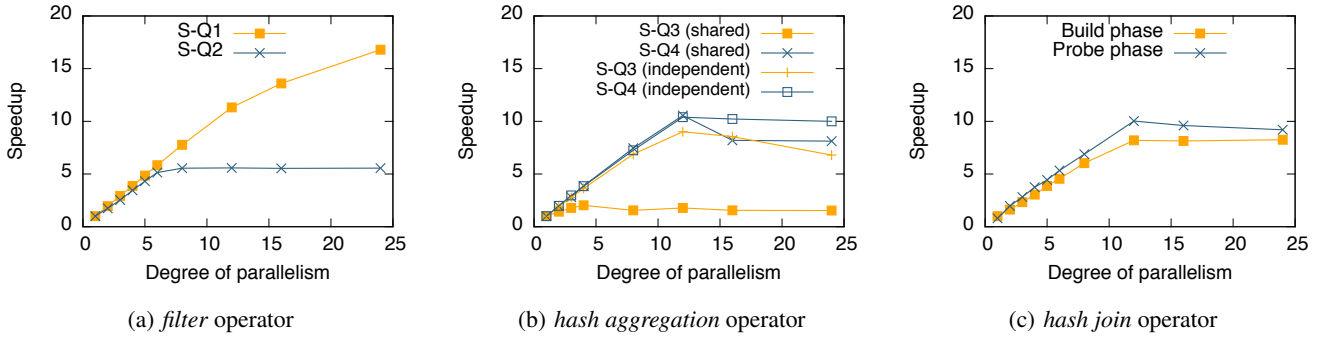 20
15
10
5
0
0 5 10 15 20 25
Speedup
Degree of parallelism
S-Q1
S-Q2
(a) filter operator
20
15
10
5
0
0 5 10 15 20 25
Speedup
Degree of parallelism
S-Q3 (shared)
S-Q4 (shared)
S-Q3 (independent)
S-Q4 (independent)
(b) hash aggregation operator
20
15
10
5
0
0 5 10 15 20 25
Speedup
Degree of parallelism
Build phase
Probe phase
(c) hash join operator